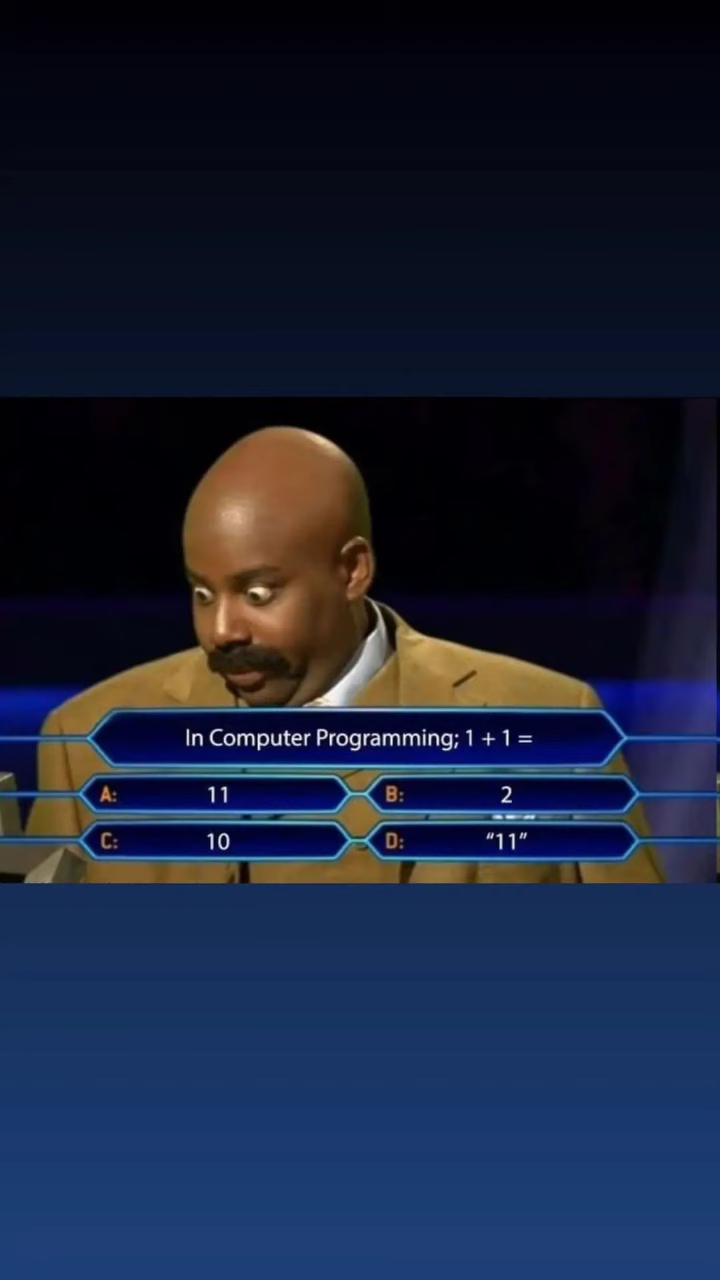 In Computer Programming; 1 + 1 =
A: 11
B: 2
C: 10
D: “11”